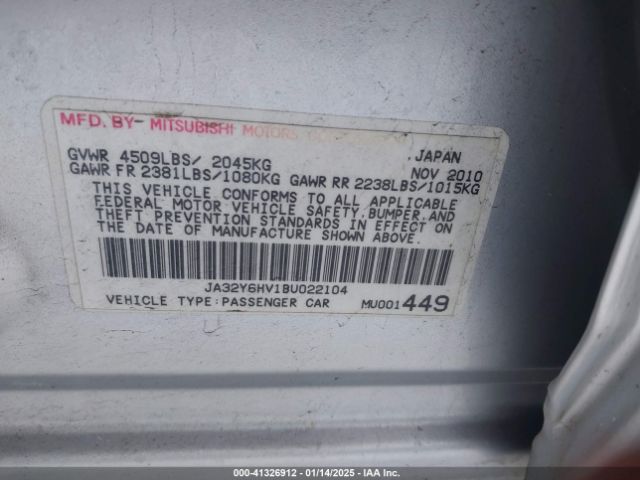 MFD. BY- MITSUBISHI MOTORS
GVWR 4509LBS/ 2045KG JAPAN
GAWR FR 2381LBS/1080KG GAWR RR 2238LBS/1015KG NOV 2010
THIS VEHICLE CONFORMS TO ALL APPLICABLE
FEDERAL MOTOR VEHICLE SAFETY, BUMPER, AND
THEFT PREVENTION STANDARDS IN EFFECT ON
THE DATE OF MANUFACTURE SHOWN ABOVE.
JA32Y6HV1BU022104
VEHICLE TYPE:PASSENGER CAR MU001449
000-41326912 - 01/14/2025 - IAA Inc.